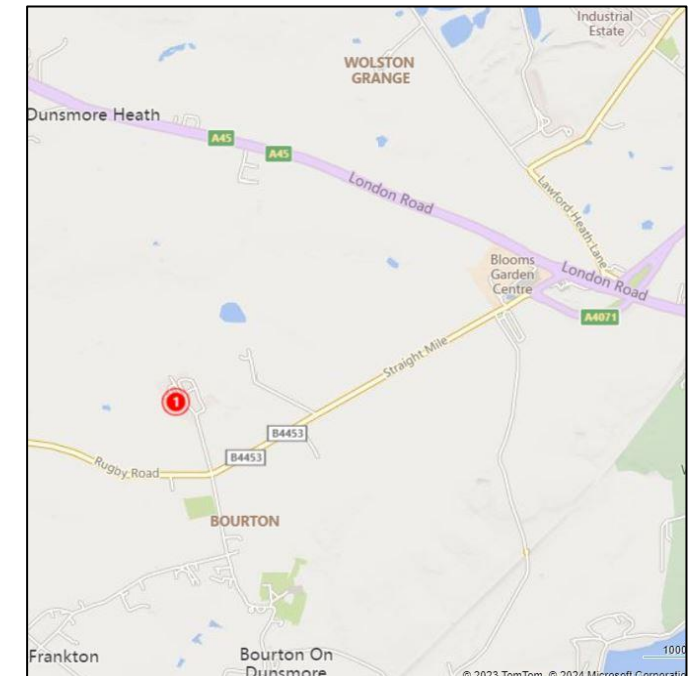 Industrial
Estate
WOLSTON
GRANGE
Dunsmore Heath
A45
A45
London Road
Lawford Heath Lane
Blooms
Garden
Centre
London Road
A4071
Straight Mile
1
B4453
B4453
Rugby Road
BOURTON
Frankton
Bourton On
Dunsmore
1000
© 2023 TomTom, © 2024 Microsoft Corporatio